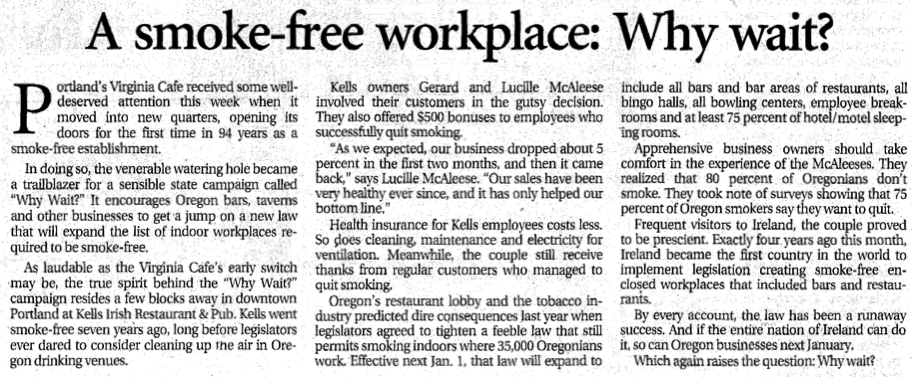 A smoke-free workplace: Why wait?
Portland's Virginia Cafe received some well-
deserved attention this week when it
moved into new quarters, opening its
doors for the first time in 94 years as a
smoke-free establishment.
In doing so, the venerable watering hole became
a trailblazer for a sensible state campaign called
"Why Wait?" It encourages Oregon bars, taverns
and other businesses to get a jump on a new law
that will expand the list of indoor workplaces re-
quired to be smoke-free.
As laudable as the Virginia Cafe's early switch
may be, the true spirit behind the "Why Wait?"
campaign resides a few blocks away in downtown
Portland at Kells Irish Restaurant & Pub. Kells went
smoke-free seven years ago, long before legislators
ever dared to consider cleaning up the air in Ore-
gon drinking venues.
Kells owners Gerard and Lucille McAleese
involved their customers in the gutsy decision.
They also offered $500 bonuses to employees who
successfully quit smoking.
"As we expected, our business dropped about 5
percent in the first two months, and then it came
back," says Lucille McAleese. "Our sales have been
very healthy ever since, and it has only helped our
bottom line."
Health insurance for Kells employees costs less.
So does cleaning, maintenance and electricity for
ventilation. Meanwhile, the couple still receive
thanks from regular customers who managed to
quit smoking.
Oregon's restaurant lobby and the tobacco in-
dustry predicted dire consequences last year when
legislators agreed to tighten a feeble law that still
permits smoking indoors where 35,000 Oregonians
work. Effective next Jan. 1, that law will expand to
include all bars and bar areas of restaurants, all
bingo halls, all bowling centers, employee break-
rooms and at least 75 percent of hotel/motel sleep-
ing rooms.
Apprehensive business owners should take
comfort in the experience of the McAleeses. They
realized that 80 percent of Oregonians don't
smoke. They took note of surveys showing that 75
percent of Oregon smokers say they want to quit.
Frequent visitors to Ireland, the couple proved
to be prescient. Exactly four years ago this month,
Ireland became the first country in the world to
implement legislation creating smoke-free en-
closed workplaces that included bars and restau-
rants.
By every account, the law has been a runaway
success. And if the entire nation of Ireland can do
it, so can Oregon businesses next January.
Which again raises the question: Why wait?